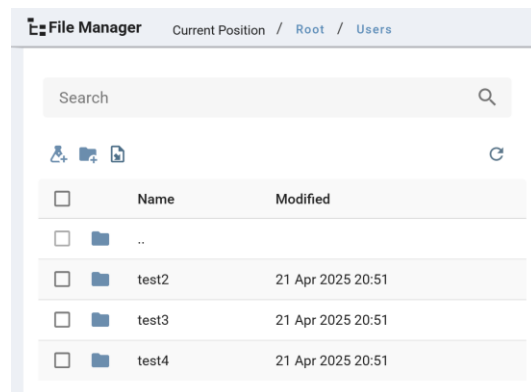 File Manager Current Position / Root / Users
Search
Name Modified
..
test2 21 Apr 2025 20:51
test3 21 Apr 2025 20:51
test4 21 Apr 2025 20:51